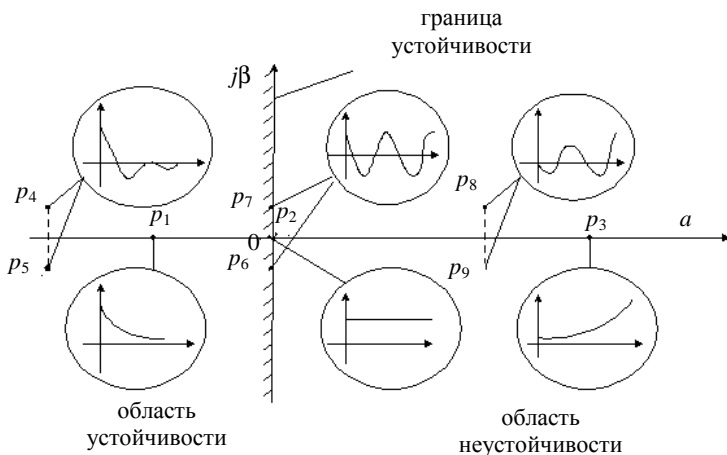 граница
устойчивости
jβ
p4
p7
p8
p1
p2
p3
a
0
p5
p6
p9
область
устойчивости
область
неустойчивости